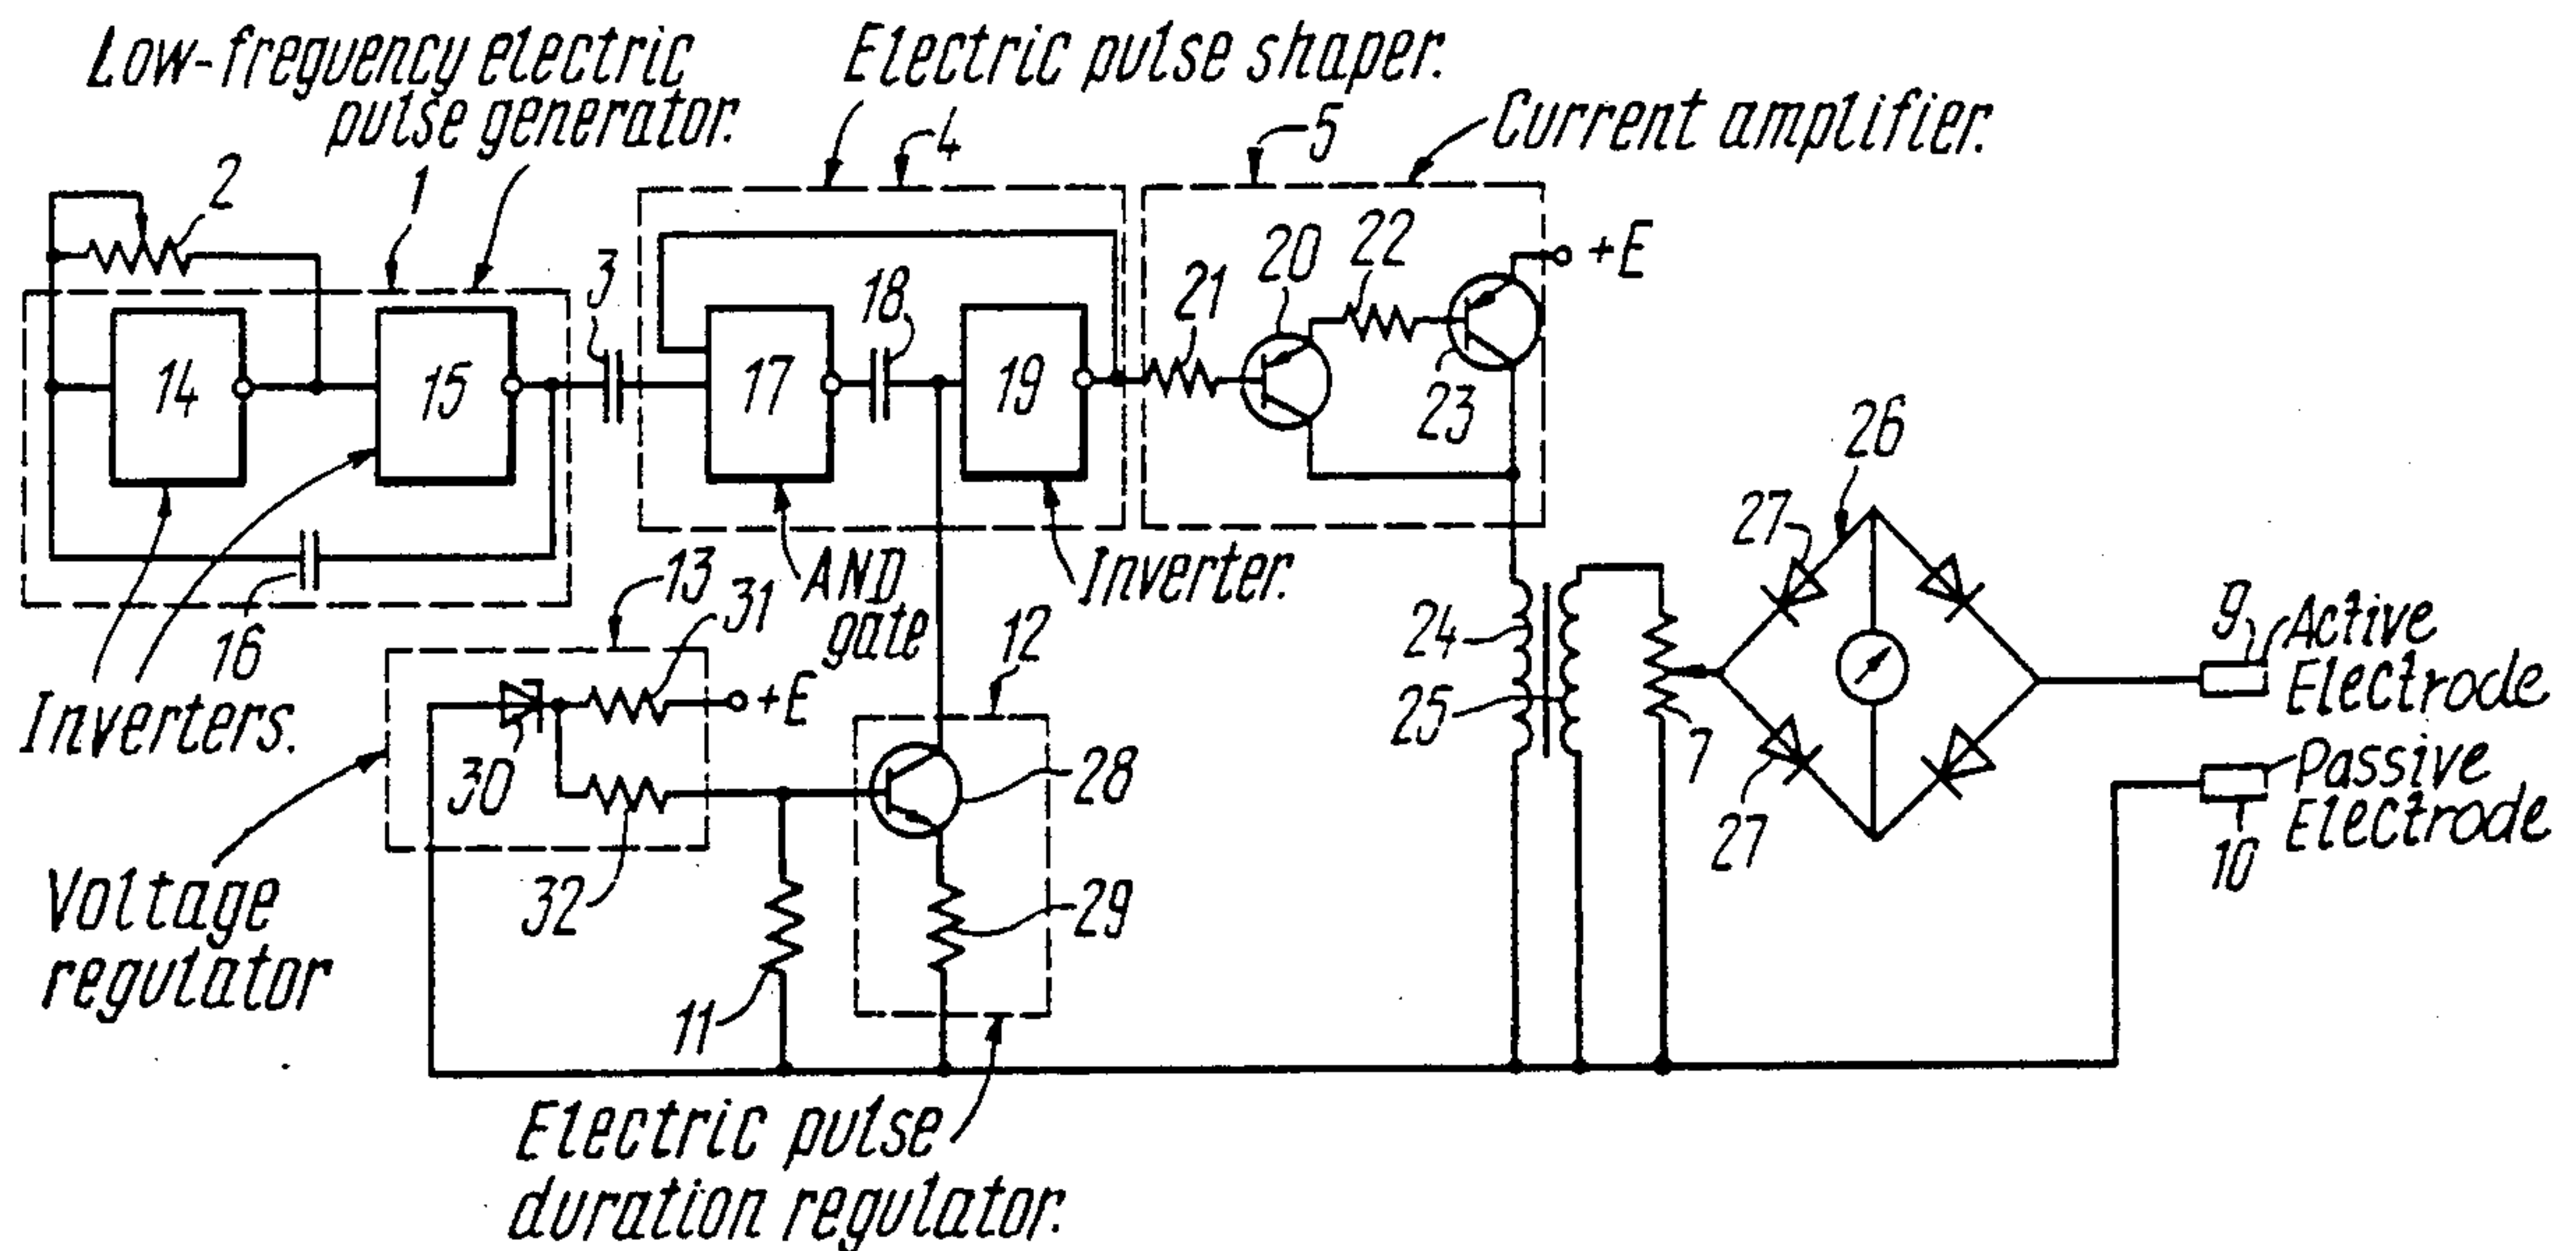 Low-freguency electric
pulse generator.
Electric pulse shaper.
Current amplifier.
1
2
3
4
5
14
15
16
17
18
19
20
21
22
23
+E
Inverters.
AND
gate
Inverter.
13
31
30
32
+E
12
28
29
11
24
25
7
26
27
27
9
Active
Electrode
Passive
Electrode
10
Voltage
regulator
Electric pulse
duration regulator.